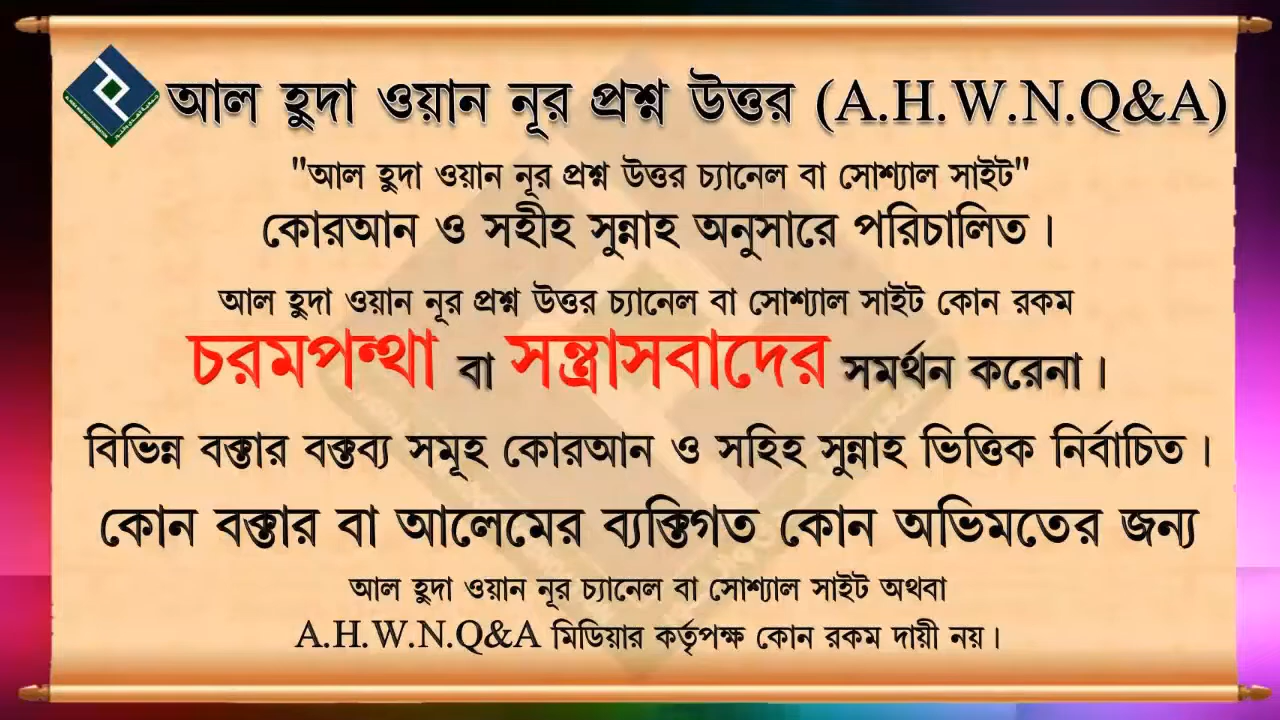 আল হুদা ওয়ান নূর প্রশ্ন উত্তর (A.H.W.N.Q&A)
"আল হুদা ওয়ান নূর প্রশ্ন উত্তর চ্যানেল বা সোশ্যাল সাইট"
কোরআন ও সহীহ সুন্নাহ অনুসারে পরিচালিত।
আল হুদা ওয়ান নূর প্রশ্ন উত্তর চ্যানেল বা সোশ্যাল সাইট কোন রকম
চরমপন্থা বা সন্ত্রাসবাদের সমর্থন করেনা।
বিভিন্ন বক্তার বক্তব্য সমূহ কোরআন ও সহিহ সুন্নাহ ভিত্তিক নির্বাচিত।
কোন বক্তার বা আলেমের ব্যক্তিগত কোন অভিমতের জন্য
আল হুদা ওয়ান নূর চ্যানেল বা সোশ্যাল সাইট অথবা
A.H.W.N.Q&A মিডিয়ার কর্তৃপক্ষ কোন রকম দায়ী নয়।